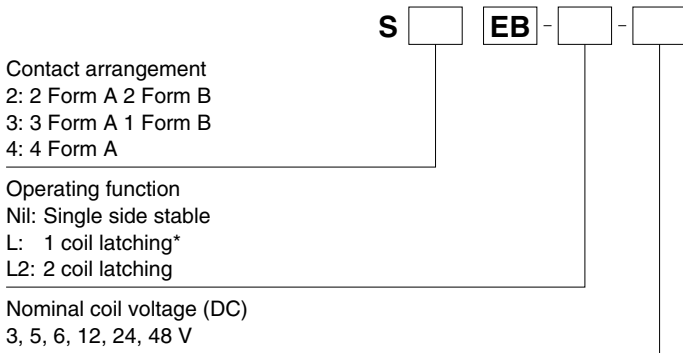 S EB - -
Contact arrangement
2: 2 Form A 2 Form B
3: 3 Form A 1 Form B
4: 4 Form A
Operating function
Nil: Single side stable
L: 1 coil latching*
L2: 2 coil latching
Nominal coil voltage (DC)
3, 5, 6, 12, 24, 48 V